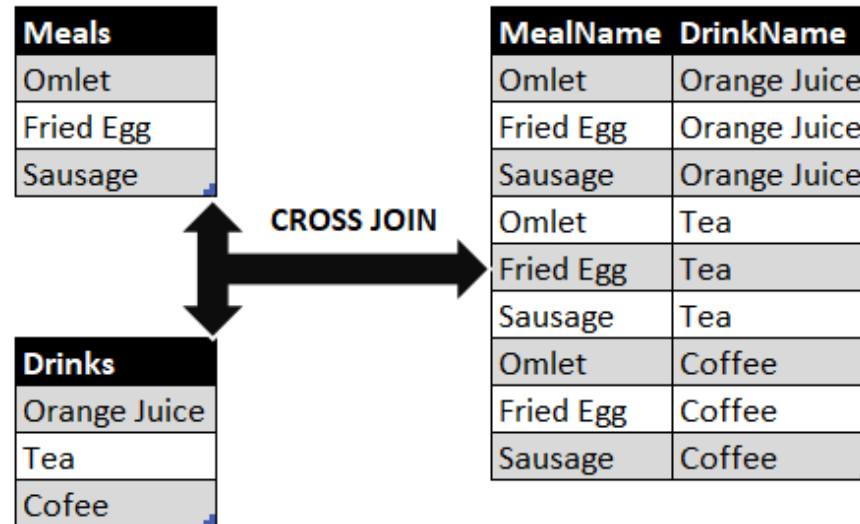 Meals
Omlet
Fried Egg
Sausage
CROSS JOIN
Drinks
Orange Juice
Tea
Cofee
MealName DrinkName
Omlet Orange Juice
Fried Egg Orange Juice
Sausage Orange Juice
Omlet Tea
Fried Egg Tea
Sausage Tea
Omlet Coffee
Fried Egg Coffee
Sausage Coffee